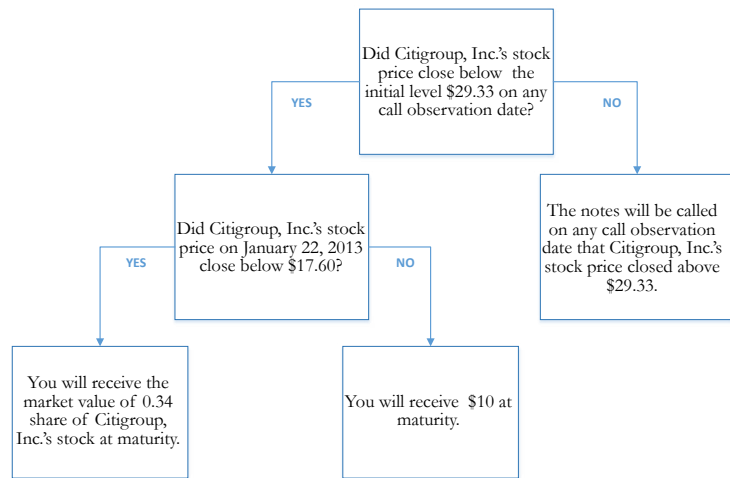 Did Citigroup, Inc.'s stock
price close below the
initial level $29.33 on any
call observation date?
YES
NO
Did Citigroup, Inc.'s stock
price on January 22, 2013
close below $17.60?
The notes will be called
on any call observation
date that Citigroup, Inc.'s
stock price closed above
$29.33.
YES
NO
You will receive the
market value of 0.34
share of Citigroup,
Inc.'s stock at maturity.
You will receive $10 at
maturity.